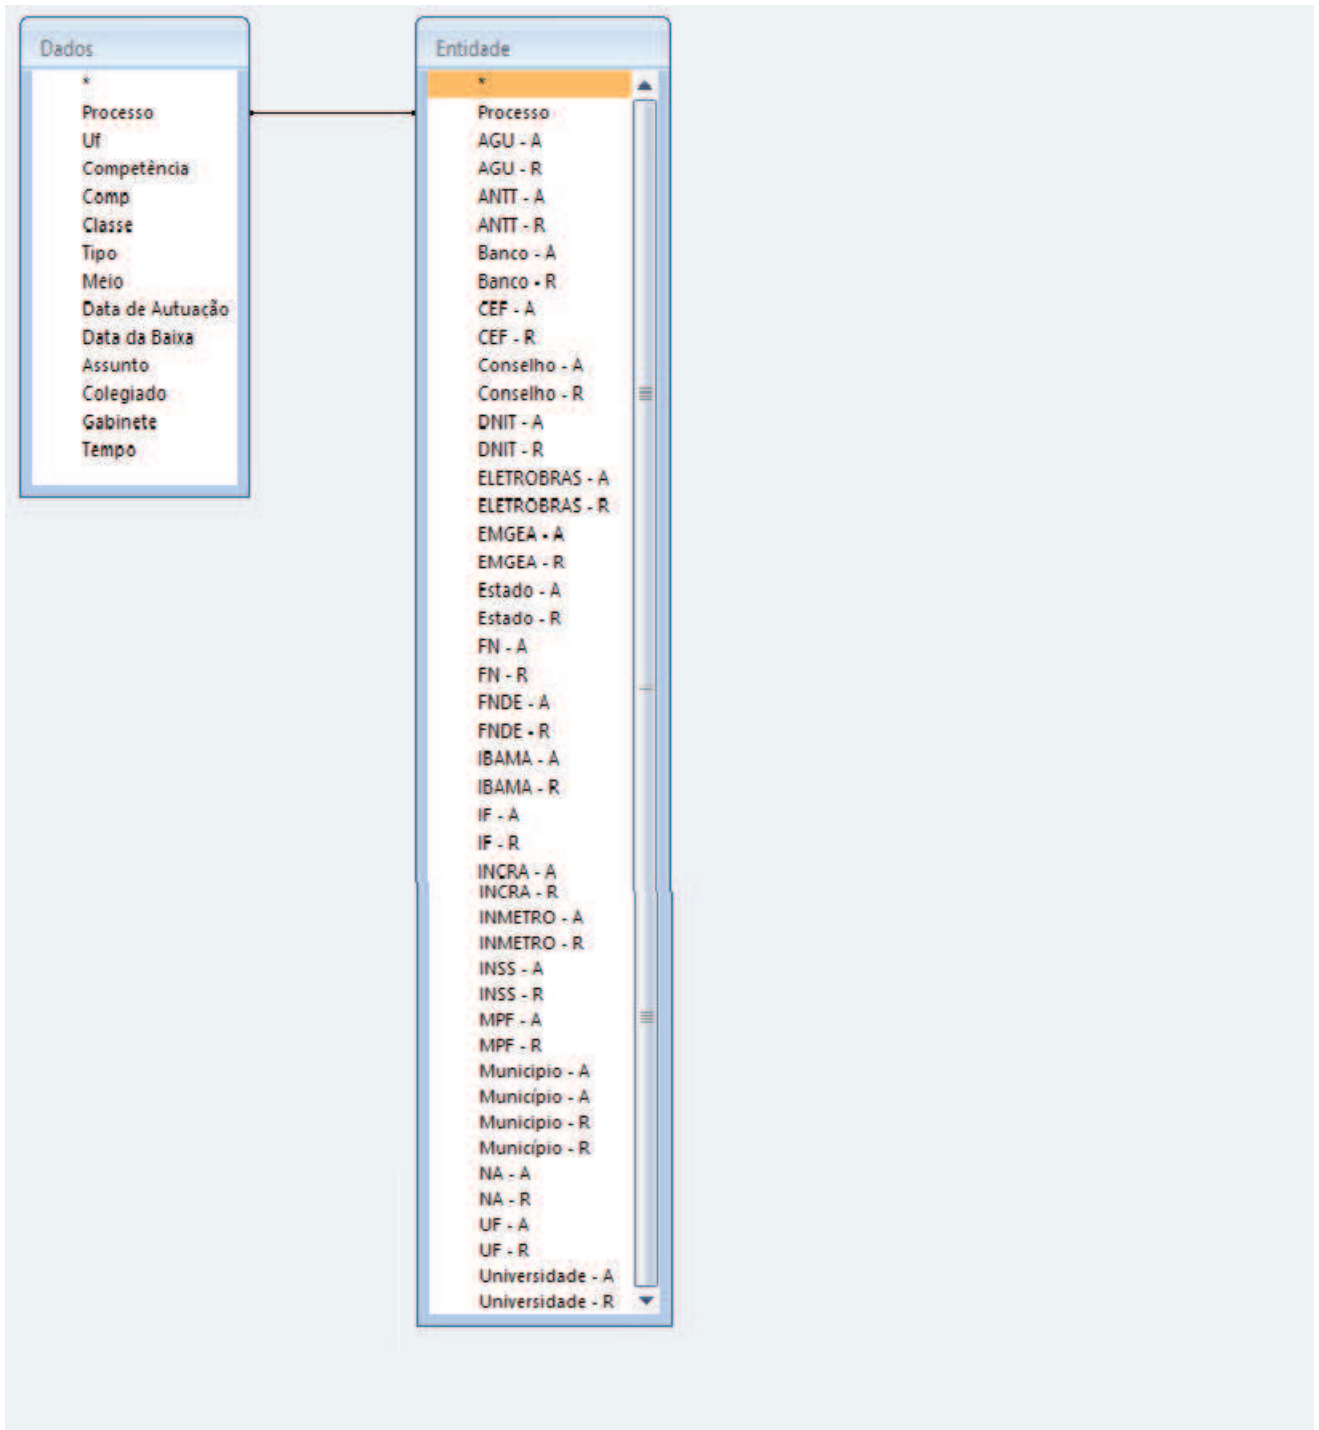 Dados
*
Processo
Uf
Competência
Comp
Classe
Tipo
Meio
Data de Autuação
Data da Baixa
Assunto
Colegiado
Gabinete
Tempo
Entidade
*
Processo
AGU - A
AGU - R
ANTT - A
ANTT - R
Banco - A
Banco - R
CEF - A
CEF - R
Conselho - A
Conselho - R
DNIT - A
DNIT - R
ELETROBRAS - A
ELETROBRAS - R
EMGEA - A
EMGEA - R
Estado - A
Estado - R
FN - A
FN - R
FNDE - A
FNDE - R
IBAMA - A
IBAMA - R
IF - A
IF - R
INCRA - A
INCRA - R
INMETRO - A
INMETRO - R
INSS - A
INSS - R
MPF - A
MPF - R
Municipio - A
Município - A
Municipio - R
Município - R
NA - A
NA - R
UF - A
UF - R
Universidade - A
Universidade - R